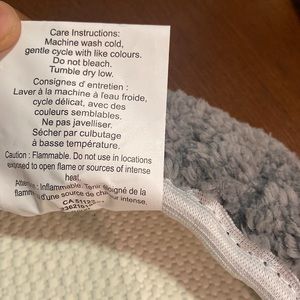 Care Instructions:
Machine wash cold,
gentle cycle with like colours.
Do not bleach.
Tumble dry low.
Consignes d' entretien :
Laver à la machine à l'eau froide,
cycle délicat, avec des
couleurs semblables.
Ne pas javelliser.
Sécher par culbutage
à basse température.
Caution : Flammable. Do not use in locations
exposed to open flame or sources of intense
heat.
Inflammable. Tenir éloigné de la
d'une source de chaleur intense.